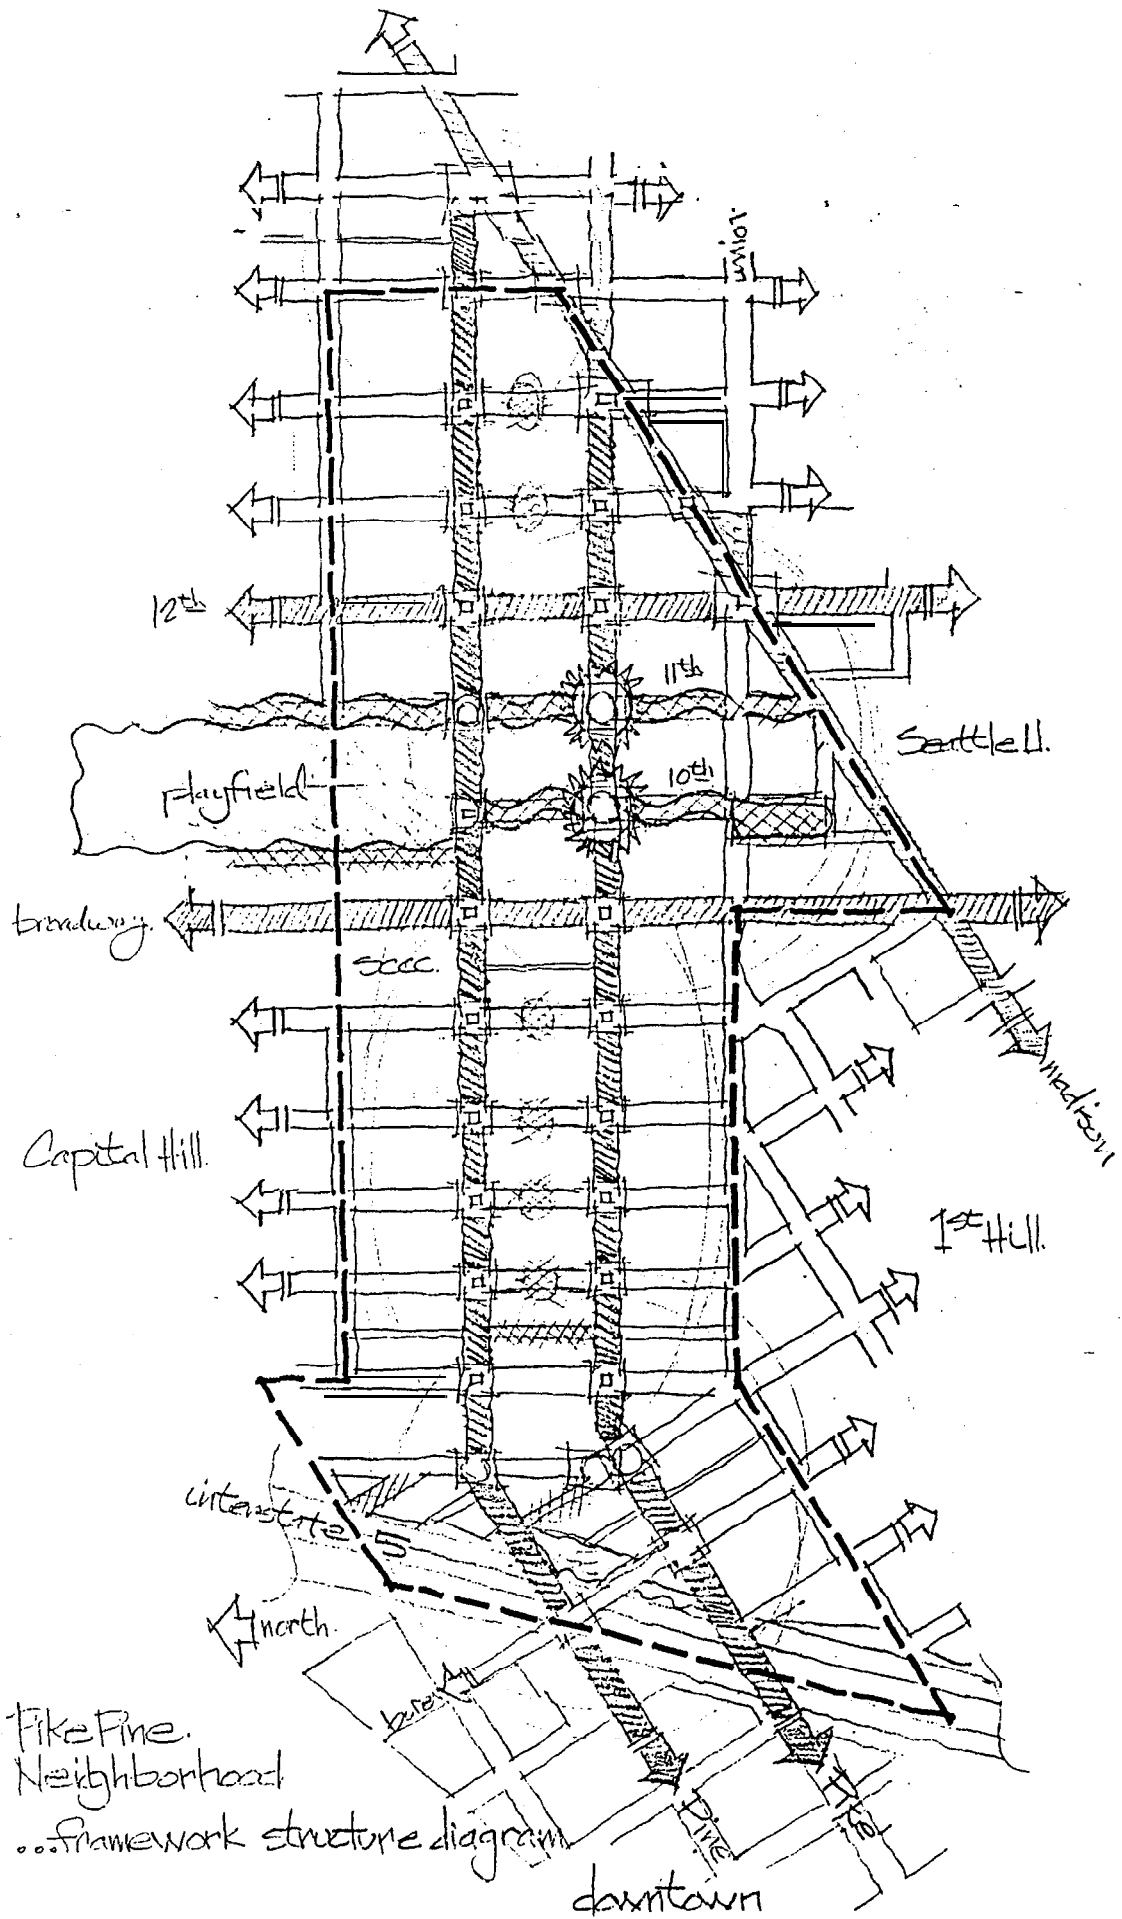 union
12th
11th
Seattle U.
10th
playfield
broadway.
sccc.
madison
Capital Hill.
1st Hill.
interstate 5
north.
Pike Pine.
Neighborhood
...framework structure diagram
Pine
Pike
downtown